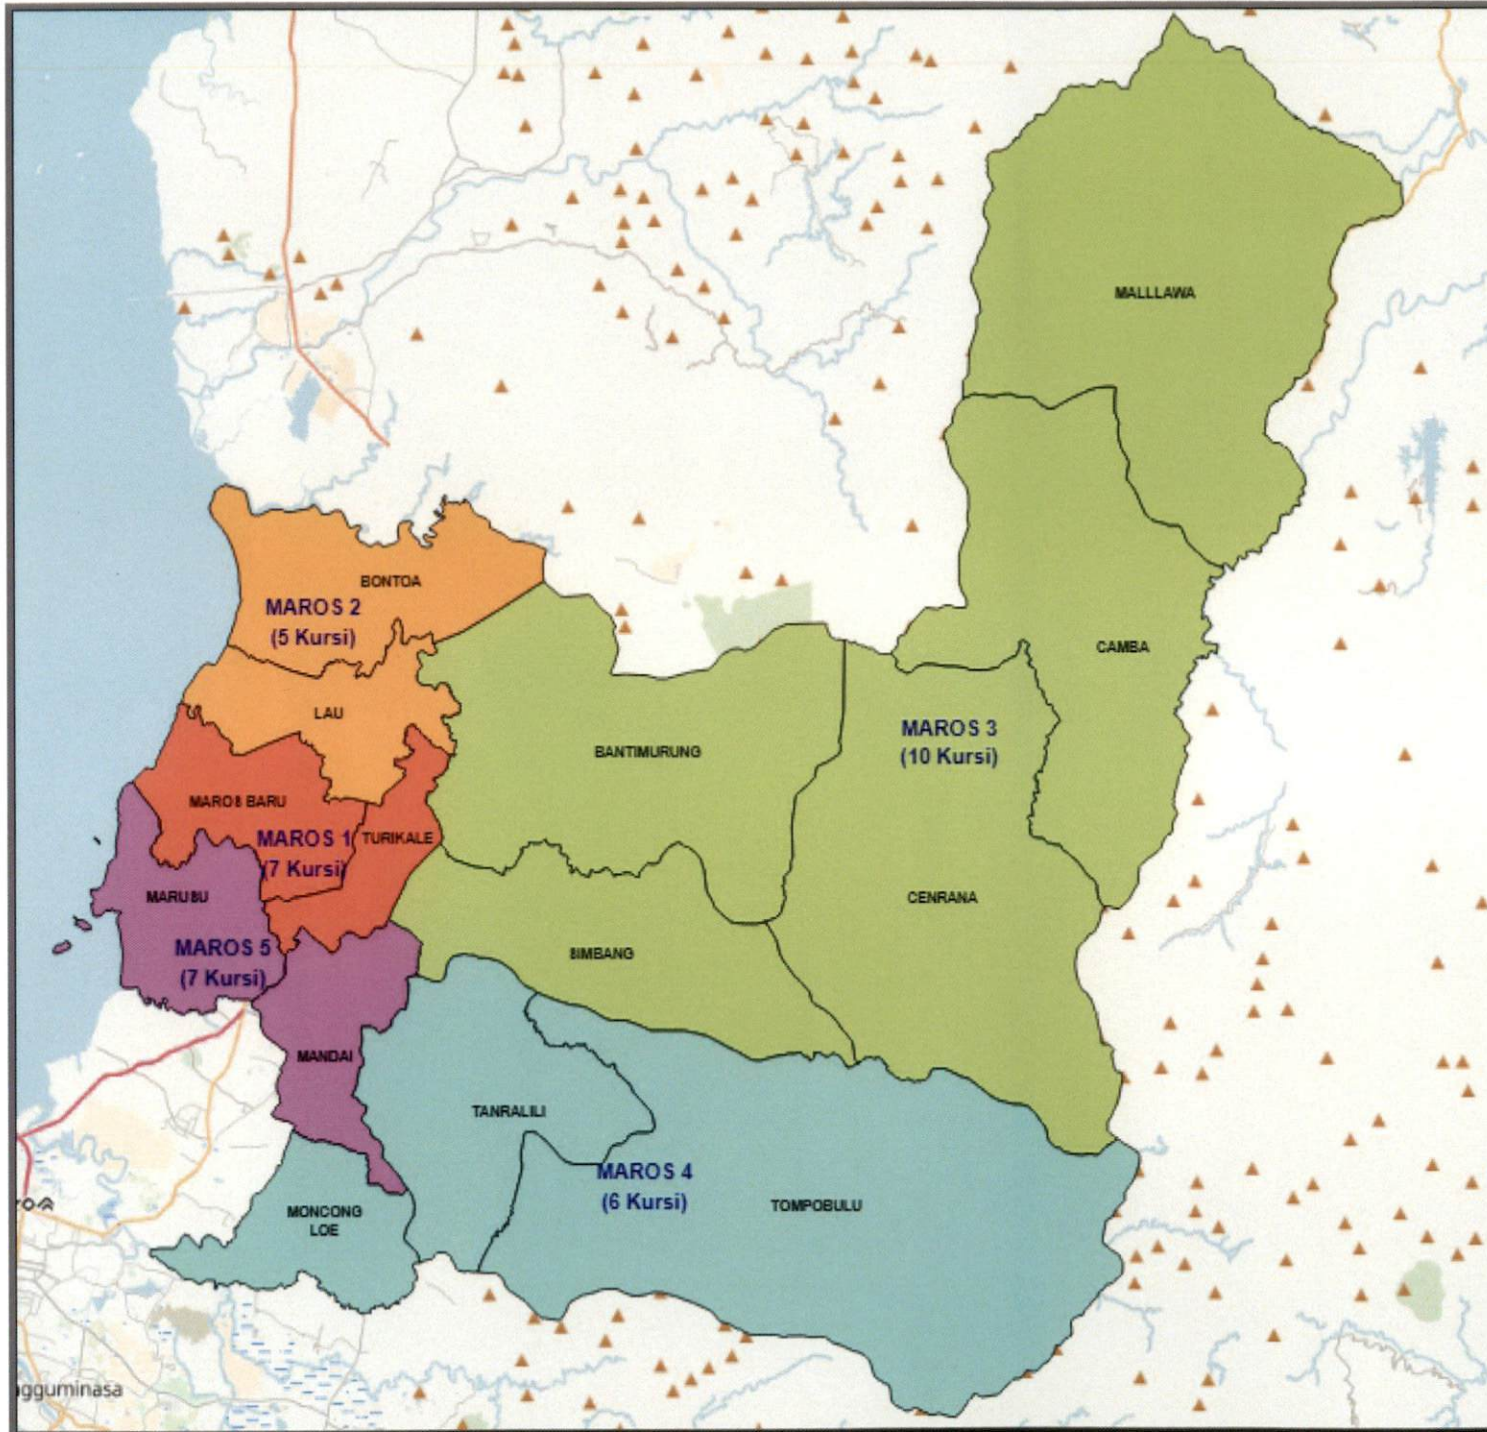 MALLLAWA
BONTOA
MAROS 2
(5 Kursi)
CAMBA
LAU
MAROS 3
(10 Kursi)
BANTIMURUNG
MAROS BARU
MAROS 1
(7 Kursi)
TURIKALE
MARUSU
CENRANA
MAROS 5
(7 Kursi)
SIMBANG
MANDAI
TANRALILI
MAROS 4
(6 Kursi)
TOMPOBULU
MONCONG
LOE
gguminasa